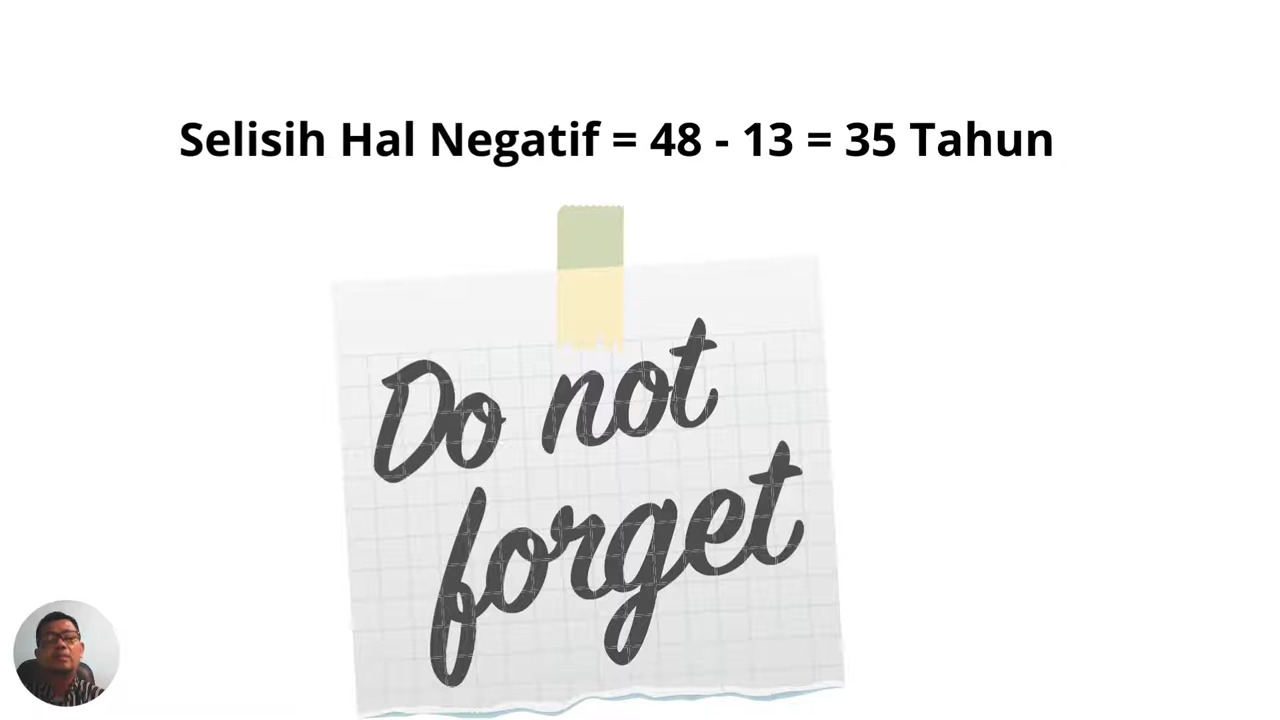 Selisih Hal Negatif = 48 - 13 = 35 Tahun
Do not
forget